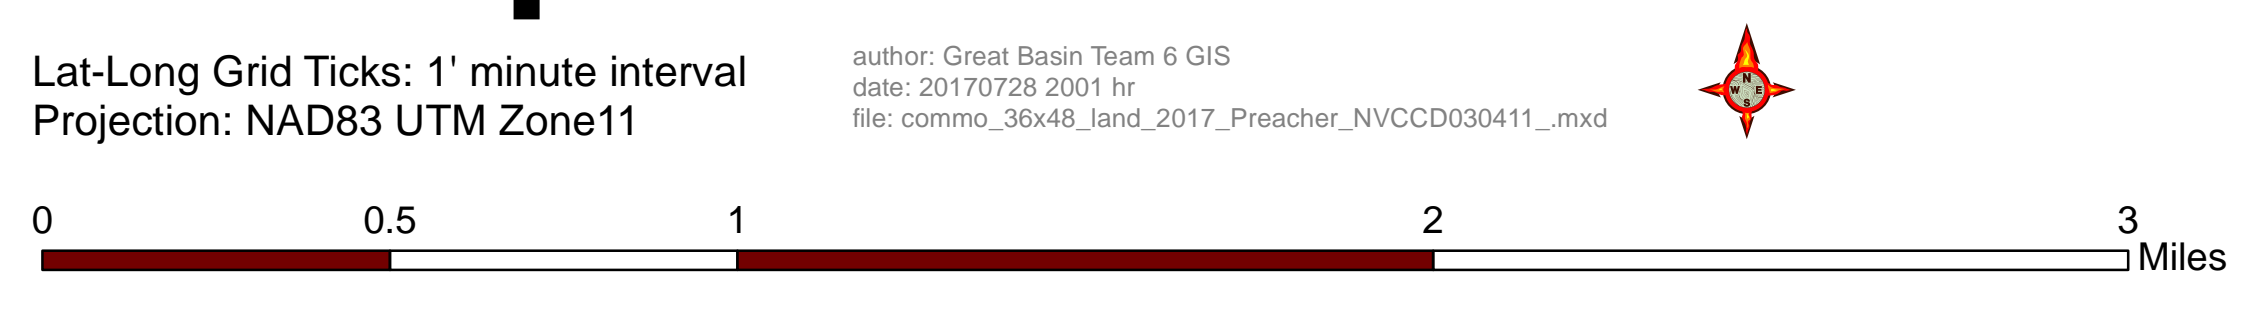 Lat-Long Grid Ticks: 1' minute interval
Projection: NAD83 UTM Zone11
author: Great Basin Team 6 GIS
date: 20170728 2001 hr
file: commo_36x48_land_2017_Preacher_NVCCD030411_.mxd
N
W E
S
0 0.5 1 2 3
Miles